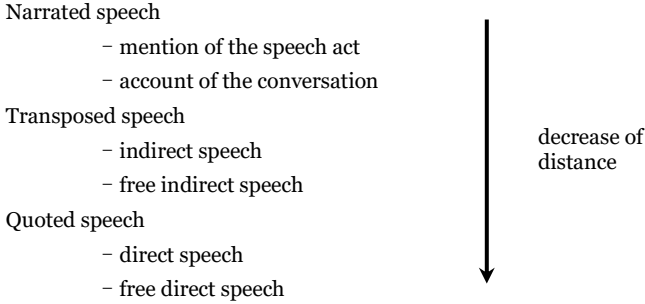 Narrated speech
– mention of the speech act
– account of the conversation
Transposed speech
– indirect speech
– free indirect speech
Quoted speech
– direct speech
– free direct speech
decrease of
distance